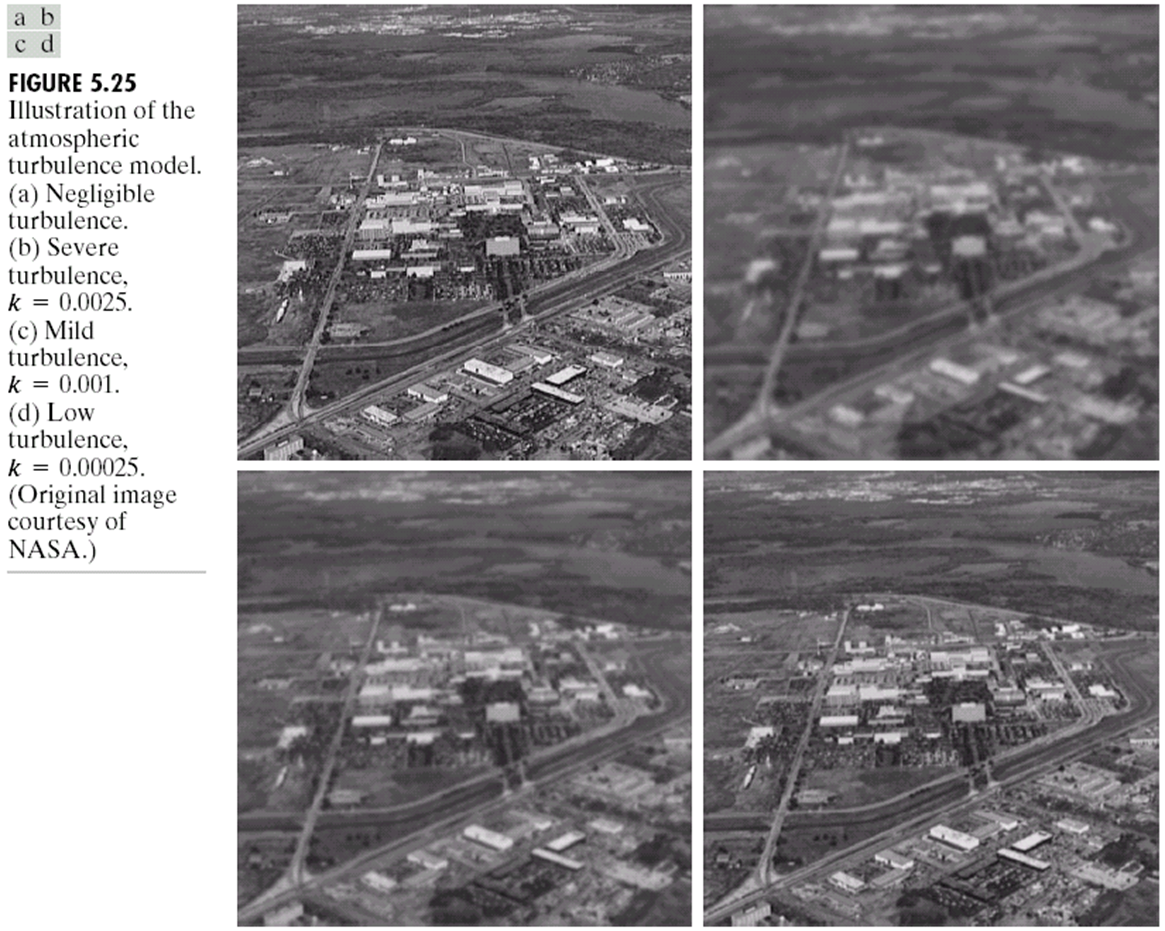 a b
c d
FIGURE 5.25
Illustration of the
atmospheric
turbulence model.
(a) Negligible
turbulence.
(b) Severe
turbulence,
k = 0.0025.
(c) Mild
turbulence,
k = 0.001.
(d) Low
turbulence,
k = 0.00025.
(Original image
courtesy of
NASA.)